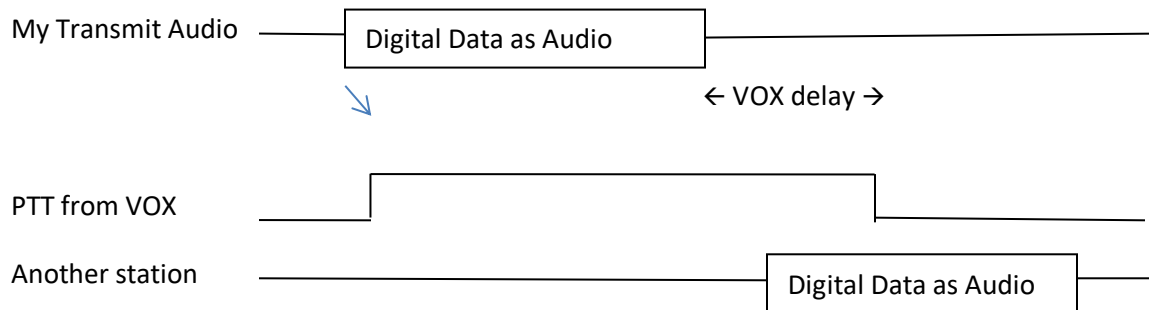 My Transmit Audio
Digital Data as Audio
← VOX delay →
PTT from VOX
Another station
Digital Data as Audio